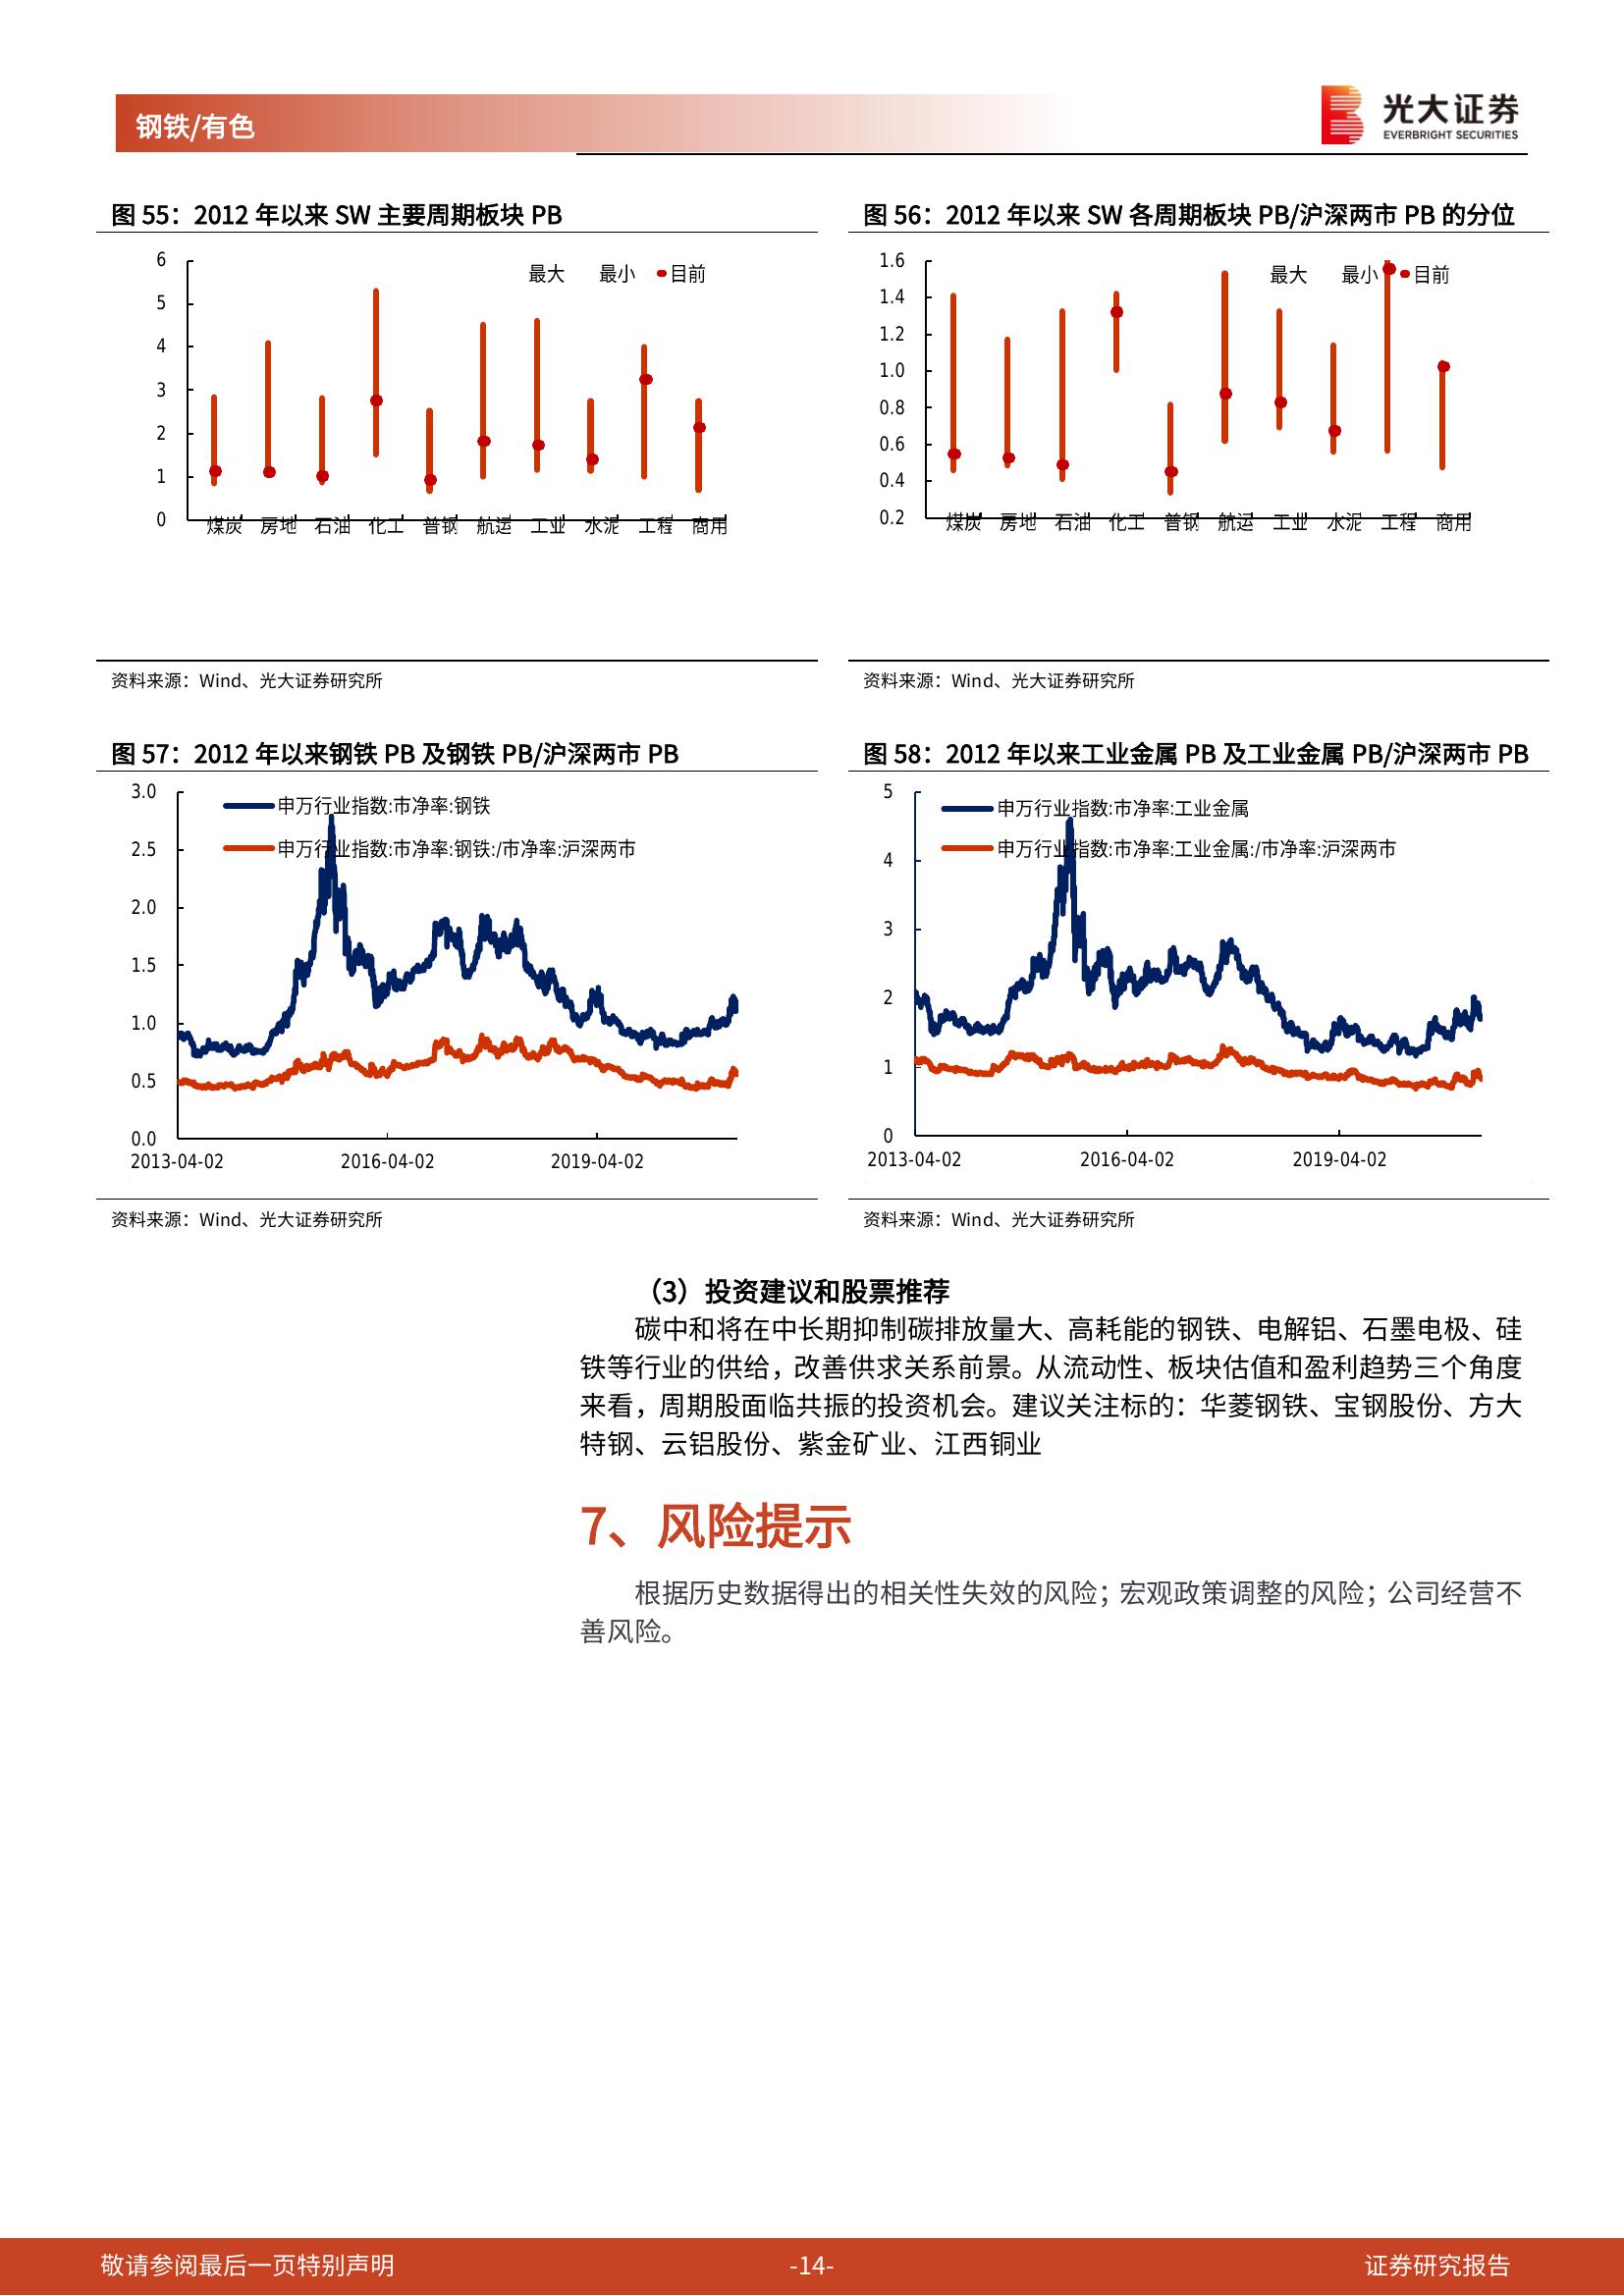 钢铁/有色
光大证券
EVERBRIGHT SECURITIES
图 55：2012 年以来 SW 主要周期板块 PB
最大 最小 目前
6
5
4
3
2
1
0
煤炭 房地 石油 化工 普钢 航运 工业 水泥 工程 商用
资料来源：Wind、光大证券研究所
图 56：2012 年以来 SW 各周期板块 PB/沪深两市 PB 的分位
最大 最小 目前
1.6
1.4
1.2
1.0
0.8
0.6
0.4
0.2
煤炭 房地 石油 化工 普钢 航运 工业 水泥 工程 商用
资料来源：Wind、光大证券研究所
图 57：2012 年以来钢铁 PB 及钢铁 PB/沪深两市 PB
申万行业指数:市净率:钢铁
申万行业指数:市净率:钢铁:/市净率:沪深两市
3.0
2.5
2.0
1.5
1.0
0.5
0.0
2013-04-02 2016-04-02 2019-04-02
资料来源：Wind、光大证券研究所
图 58：2012 年以来工业金属 PB 及工业金属 PB/沪深两市 PB
申万行业指数:市净率:工业金属
申万行业指数:市净率:工业金属:/市净率:沪深两市
5
4
3
2
1
0
2013-04-02 2016-04-02 2019-04-02
资料来源：Wind、光大证券研究所
（3）投资建议和股票推荐
碳中和将在中长期抑制碳排放量大、高耗能的钢铁、电解铝、石墨电极、硅
铁等行业的供给，改善供求关系前景。从流动性、板块估值和盈利趋势三个角度
来看，周期股面临共振的投资机会。建议关注标的：华菱钢铁、宝钢股份、方大
特钢、云铝股份、紫金矿业、江西铜业
7、风险提示
根据历史数据得出的相关性失效的风险；宏观政策调整的风险；公司经营不
善风险。
敬请参阅最后一页特别声明 -14- 证券研究报告